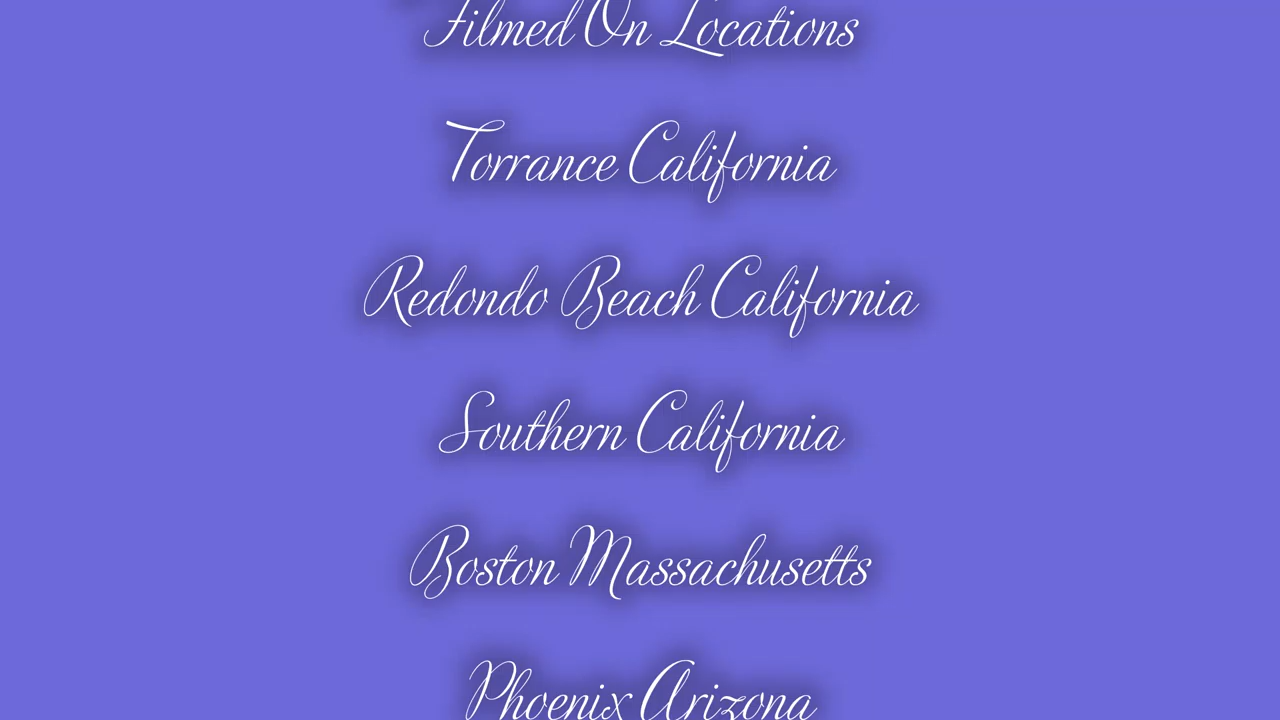 Filmed On Locations
Torrance California
Redondo Beach California
Southern California
Boston Massachusetts
Phoenix Arizona